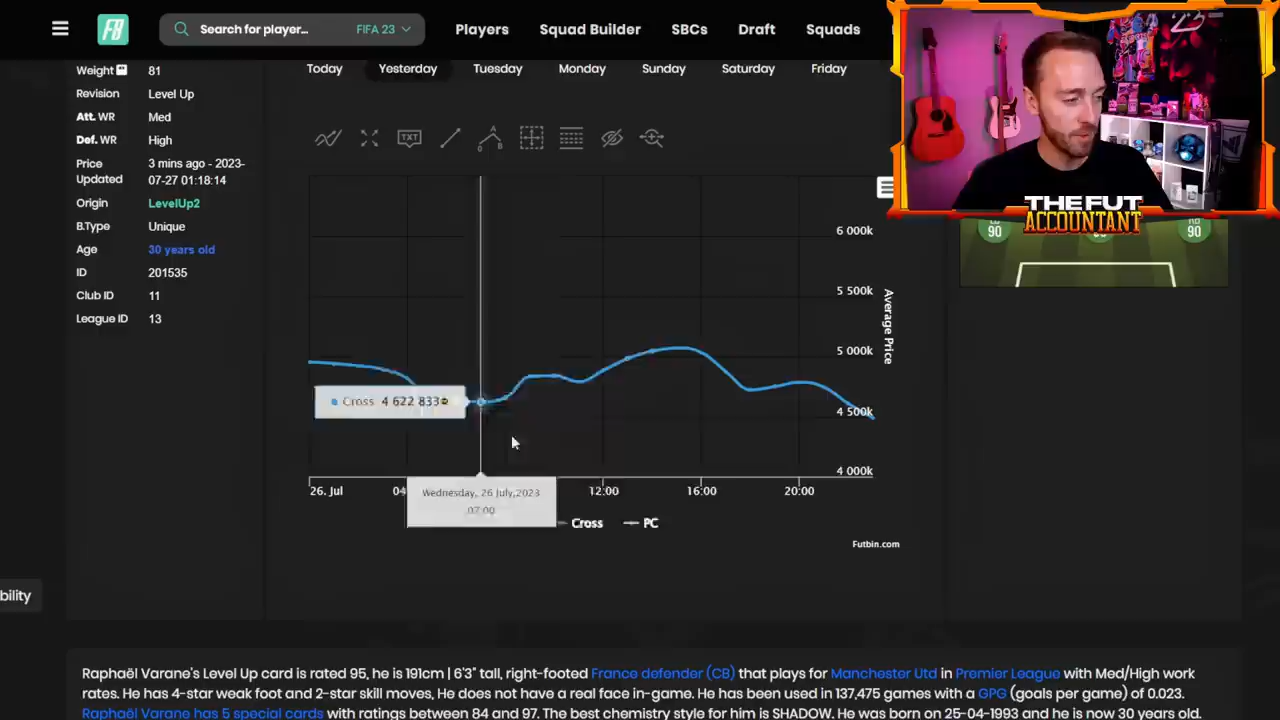 F8
Search for player... FIFA 23
Players
Squad Builder
SBCs
Draft
Squads
Weight 81
Revision Level Up
Att. WR Med
Def. WR High
Price Updated 3 mins ago - 2023-07-27 01:18:14
Origin LevelUp2
B.Type Unique
Age 30 years old
ID 201535
Club ID 11
League ID 13
Today Yesterday Tuesday Monday Sunday Saturday Friday
TXT
6 000k
5 500k
5 000k
4 500k
4 000k
Average Price
Cross 4 622 833
26. Jul 04 12:00 16:00 20:00
Wednesday, 26 July,2023
07:00
Cross PC
Futbin.com
THE FUT
ACCOUNTANT
90
90
bility
Raphaël Varane's Level Up card is rated 95, he is 191cm | 6'3" tall, right-footed France defender (CB) that plays for Manchester Utd in Premier League with Med/High work
rates. He has 4-star weak foot and 2-star skill moves, He does not have a real face in-game. He has been used in 137,475 games with a GPG (goals per game) of 0.023.
Raphaël Varane has 5 special cards with ratings between 84 and 97. The best chemistry style for him is SHADOW. He was born on 25-04-1993 and he is now 30 years old.